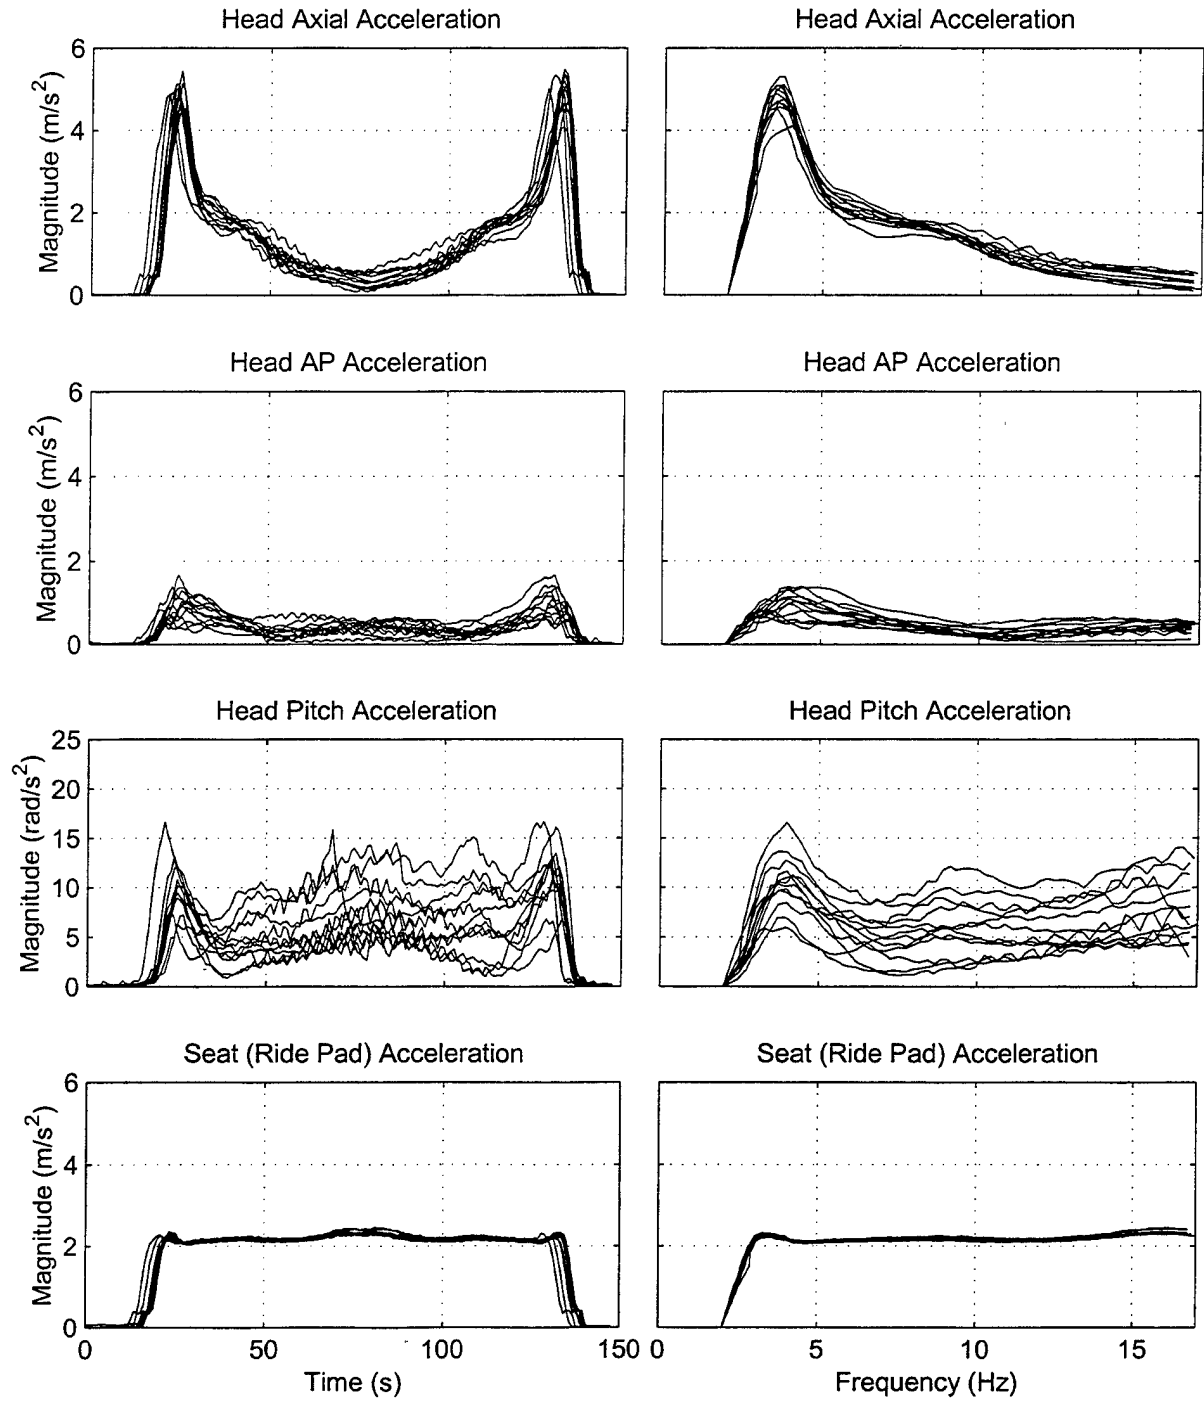 Head Axial Acceleration
Head Axial Acceleration
6
4
2
0
Magnitude (m/s2)
Head AP Acceleration
Head AP Acceleration
6
4
2
0
Magnitude (m/s2)
Head Pitch Acceleration
Head Pitch Acceleration
25
20
15
10
5
0
Magnitude (rad/s2)
Seat (Ride Pad) Acceleration
Seat (Ride Pad) Acceleration
6
4
2
0
Magnitude (m/s2)
0 50 100 150 0 5 10 15
Time (s)
Frequency (Hz)